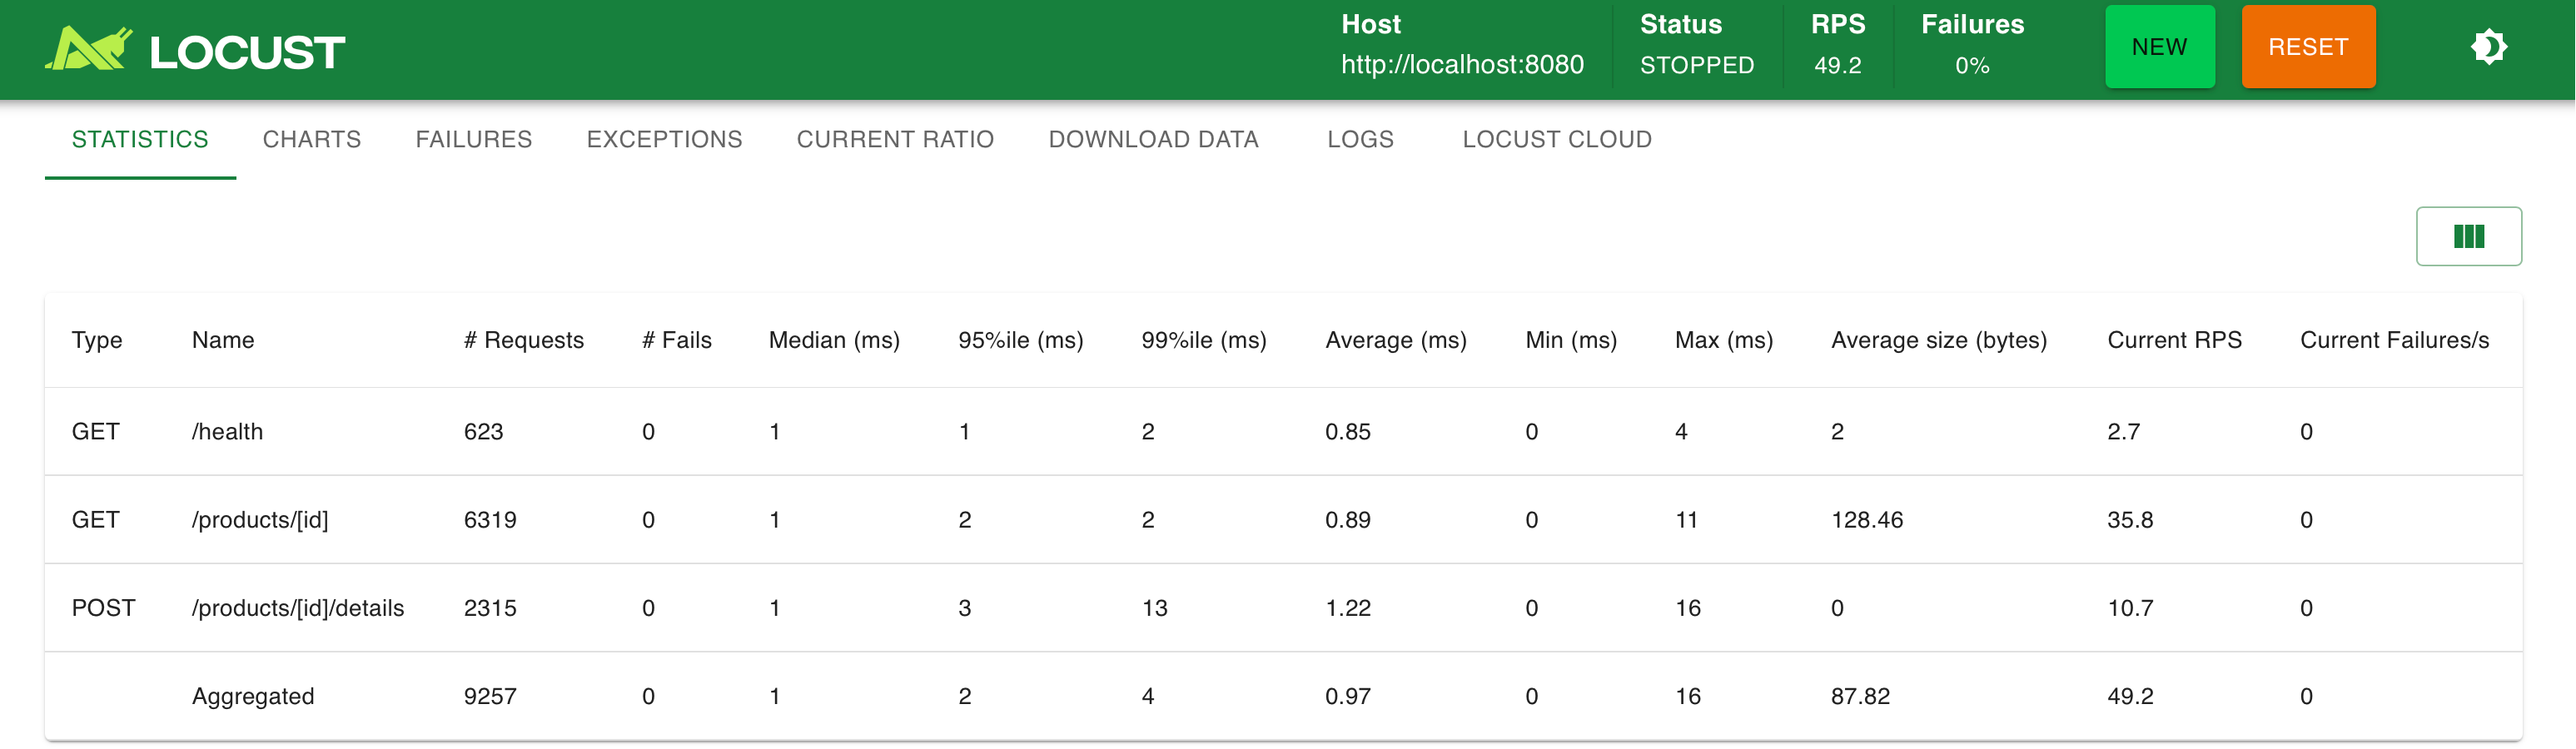 LOCUST
Host
http://localhost:8080
Status
STOPPED
RPS
49.2
Failures
0%
NEW
RESET
STATISTICS CHARTS FAILURES EXCEPTIONS CURRENT RATIO DOWNLOAD DATA LOGS LOCUST CLOUD
Type Name # Requests # Fails Median (ms) 95%ile (ms) 99%ile (ms) Average (ms) Min (ms) Max (ms) Average size (bytes) Current RPS Current Failures/s
GET /health 623 0 1 1 2 0.85 0 4 2 2.7 0
GET /products/[id] 6319 0 1 2 2 0.89 0 11 128.46 35.8 0
POST /products/[id]/details 2315 0 1 3 13 1.22 0 16 0 10.7 0
Aggregated 9257 0 1 2 4 0.97 0 16 87.82 49.2 0